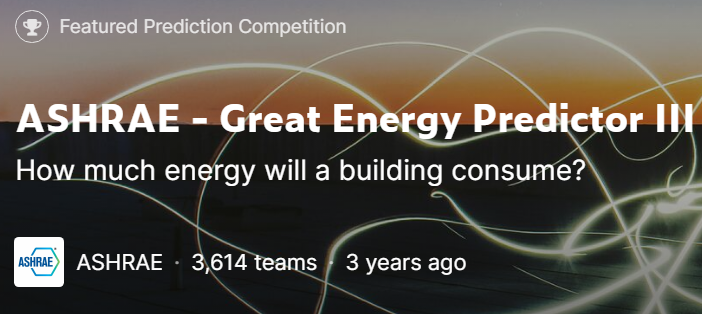 Featured Prediction Competition
ASHRAE - Great Energy Predictor III
How much energy will a building consume?
ASHRAE
ASHRAE · 3,614 teams · 3 years ago